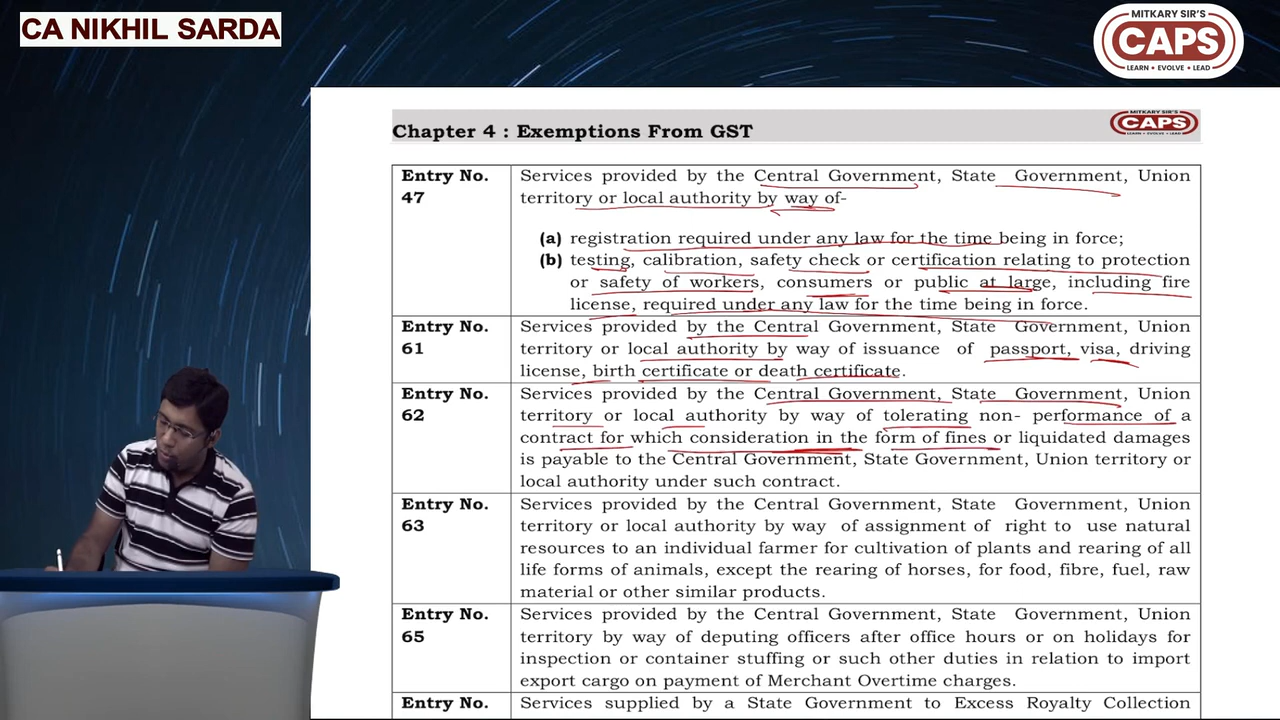 CA NIKHIL SARDA
MITKARY SIR'S
CAPS
LEARN • EVOLVE • LEAD
Chapter 4 : Exemptions From GST
MITKARY SIR'S
CAPS
LEARN • EVOLVE • LEAD
Entry No. 47
Services provided by the Central Government, State Government, Union
territory or local authority by way of-
(a) registration required under any law for the time being in force;
(b) testing, calibration, safety check or certification relating to protection
or safety of workers, consumers or public at large, including fire
license, required under any law for the time being in force.
Entry No. 61
Services provided by the Central Government, State Government, Union
territory or local authority by way of issuance of passport, visa, driving
license, birth certificate or death certificate.
Entry No. 62
Services provided by the Central Government, State Government, Union
territory or local authority by way of tolerating non- performance of a
contract for which consideration in the form of fines or liquidated damages
is payable to the Central Government, State Government, Union territory or
local authority under such contract.
Entry No. 63
Services provided by the Central Government, State Government, Union
territory or local authority by way of assignment of right to use natural
resources to an individual farmer for cultivation of plants and rearing of all
life forms of animals, except the rearing of horses, for food, fibre, fuel, raw
material or other similar products.
Entry No. 65
Services provided by the Central Government, State Government, Union
territory by way of deputing officers after office hours or on holidays for
inspection or container stuffing or such other duties in relation to import
export cargo on payment of Merchant Overtime charges.
Entry No.
Services supplied by a State Government to Excess Royalty Collection